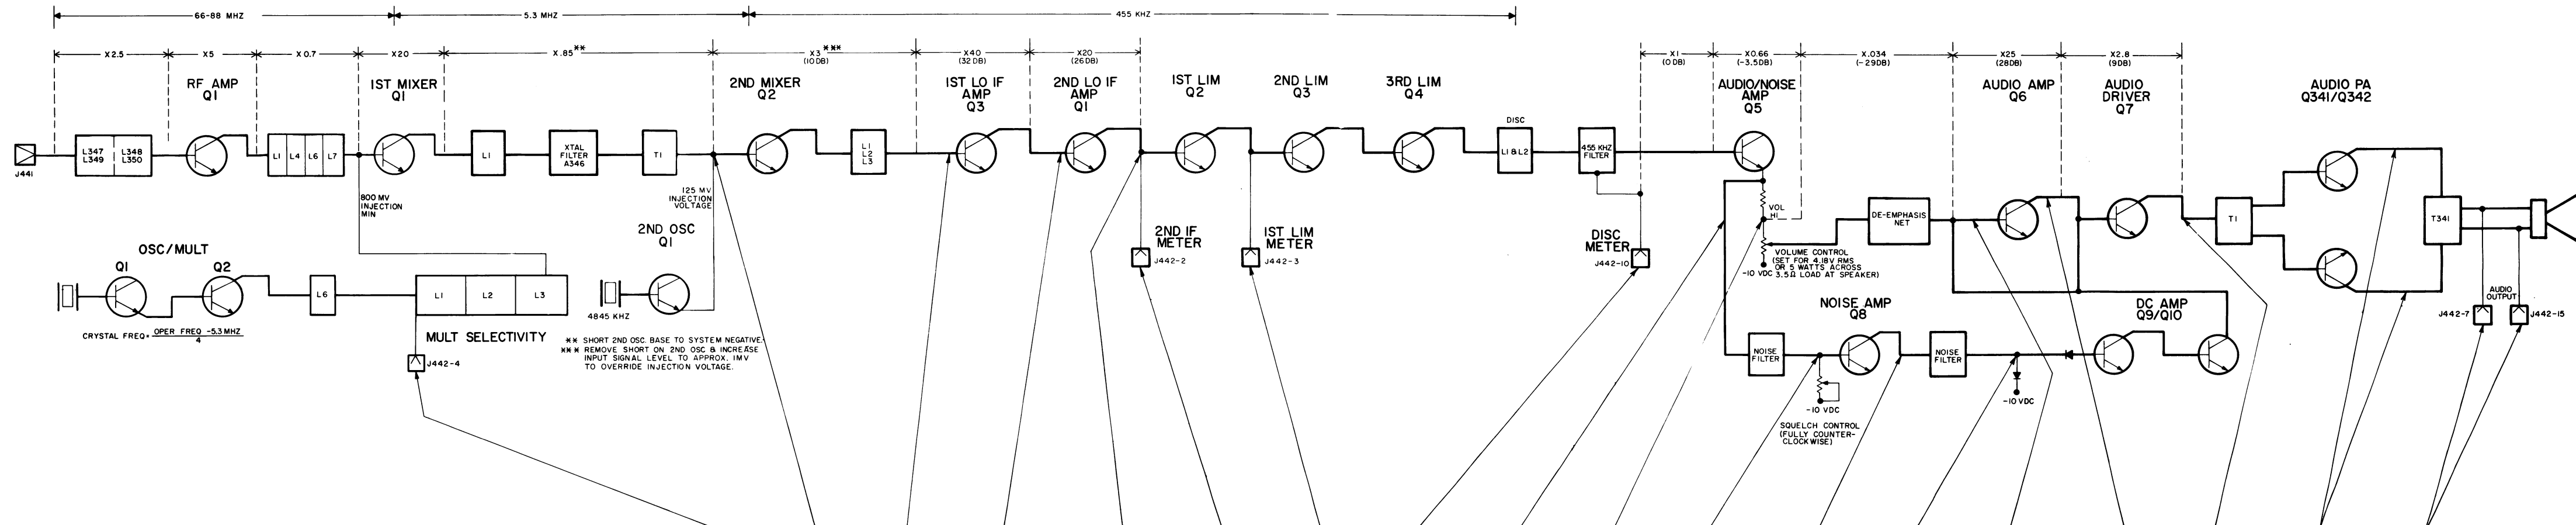 66-88 MHZ
5.3 MHZ
455 KHZ
X2.5
X5
X0.7
X20
X.85**
X3***
(10DB)
X40
(32DB)
X20
(26DB)
X1
(0 DB)
X0.66
(-3.5DB)
X.034
(-29DB)
X25
(28DB)
X2.8
(9DB)
RF AMP
Q1
1ST MIXER
Q1
2ND MIXER
Q2
1ST LO IF
AMP
Q3
2ND LO IF
AMP
Q1
1ST LIM
Q2
2ND LIM
Q3
3RD LIM
Q4
DISC
AUDIO/NOISE
AMP
Q5
AUDIO AMP
Q6
AUDIO
DRIVER
Q7
AUDIO PA
Q341/Q342
J441
L347
L349
L348
L350
L1
L4
L6
L7
L1
XTAL
FILTER
A346
T1
L1
L2
L3
L1 & L2
455 KHZ
FILTER
800 MV
INJECTION
MIN
125 MV
INJECTION
VOLTAGE
VOL
HI
DE-EMPHASIS
NET
T1
T341
2ND OSC
Q1
2ND IF
METER
J442-2
1ST LIM
METER
J442-3
DISC
METER
J442-10
-10 VDC
VOLUME CONTROL
(SET FOR 4.18V RMS
OR 5 WATTS ACROSS
3.5Ω LOAD AT SPEAKER)
OSC/MULT
Q1
Q2
L6
L1
L2
L3
4845 KHZ
CRYSTAL FREQ= OPER FREQ -5.3 MHZ
4
MULT SELECTIVITY
J442-4
** SHORT 2ND OSC. BASE TO SYSTEM NEGATIVE.
*** REMOVE SHORT ON 2ND OSC & INCREASE
INPUT SIGNAL LEVEL TO APPROX. 1MV
TO OVERRIDE INJECTION VOLTAGE.
NOISE AMP
Q8
DC AMP
Q9/Q10
AUDIO
OUTPUT
J442-7
J442-15
NOISE
FILTER
NOISE
FILTER
-10 VDC
-10 VDC
SQUELCH CONTROL
(FULLY COUNTER-
CLOCKWISE)